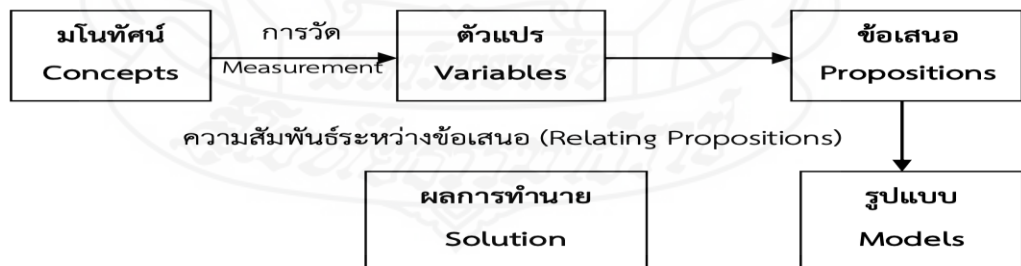 มโนทัศน์
Concepts
การวัด
Measurement
ตัวแปร
Variables
ข้อเสนอ
Propositions
ความสัมพันธ์ระหว่างข้อเสนอ (Relating Propositions)
ผลการทำนาย
Solution
รูปแบบ
Models